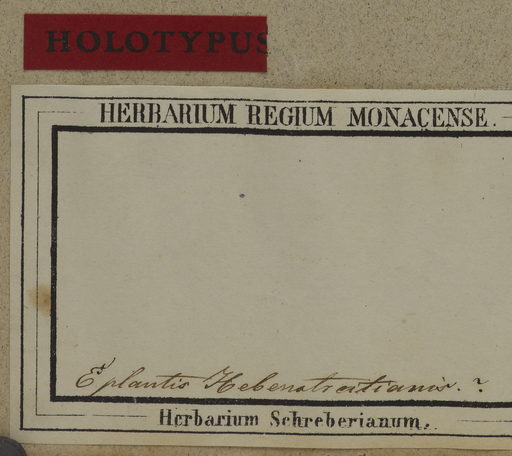 HOLOTYPUS
HERBARIUM REGIUM MONACENSE.
E plantis Hebenstreitianis. ?
Herbarium Schreberianum.